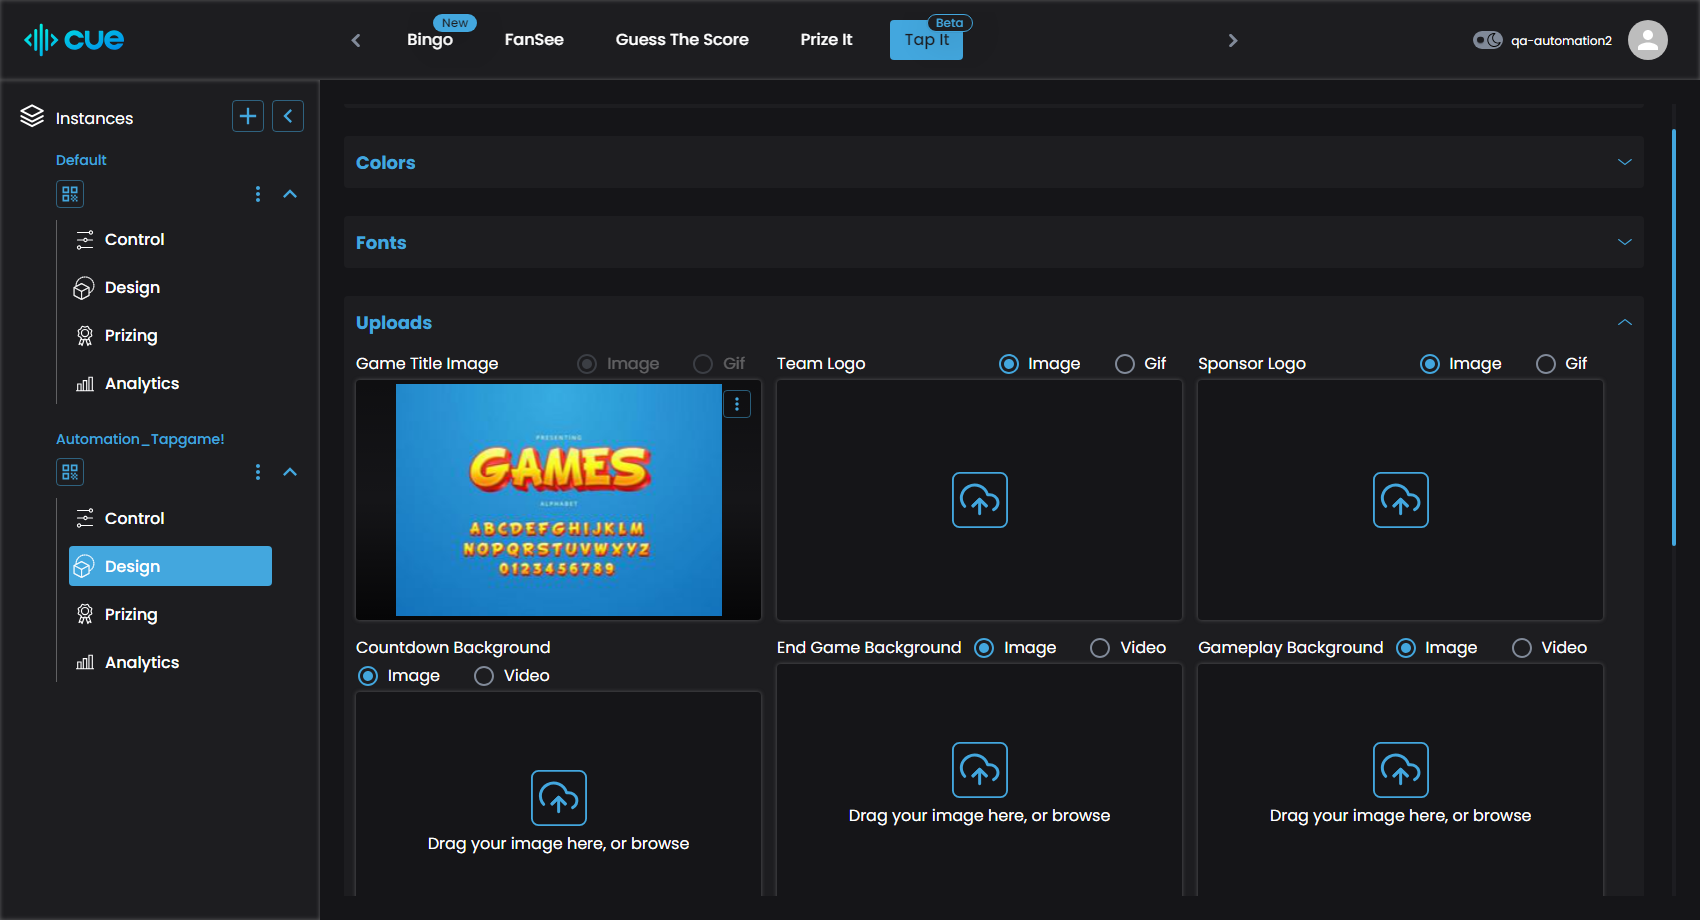 cue
New
Beta
Bingo FanSee Guess The Score Prize It Tap It
qa-automation2
Instances
Default
Control
Design
Prizing
Analytics
Automation_Tapgame!
Control
Design
Prizing
Analytics
Colors
Fonts
Uploads
Game Title Image Image Gif
Team Logo Image Gif
Sponsor Logo Image Gif
PRESENTING
GAMES
ALPHABET
ABCDEFGHIJKLM
NOPQRSTUVWXYZ
0123456789
Countdown Background
Image Video
End Game Background Image Video
Gameplay Background Image Video
Drag your image here, or browse
Drag your image here, or browse
Drag your image here, or browse